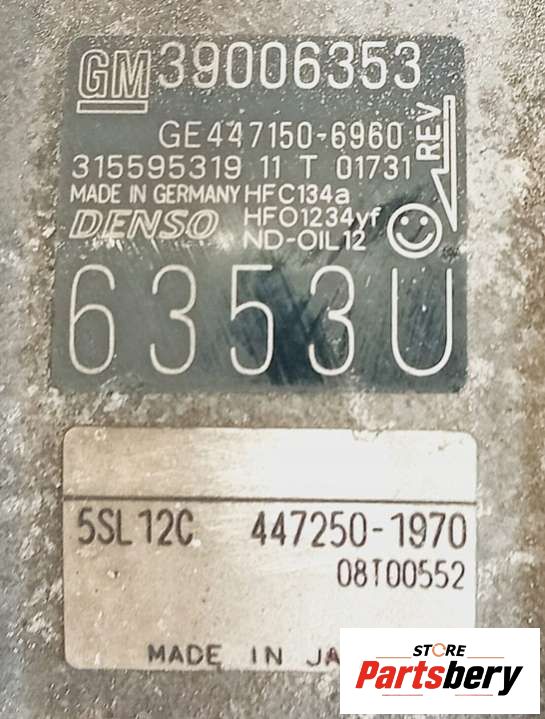 GM 39006353
GE447150-6960
315595319 11 T 01731
REV
MADE IN GERMANY HFC134a
DENSO HFO1234yf
ND-OIL12
6353U
5SL12C 447250-1970
08T00552
MADE IN JA
STORE
Partsbery